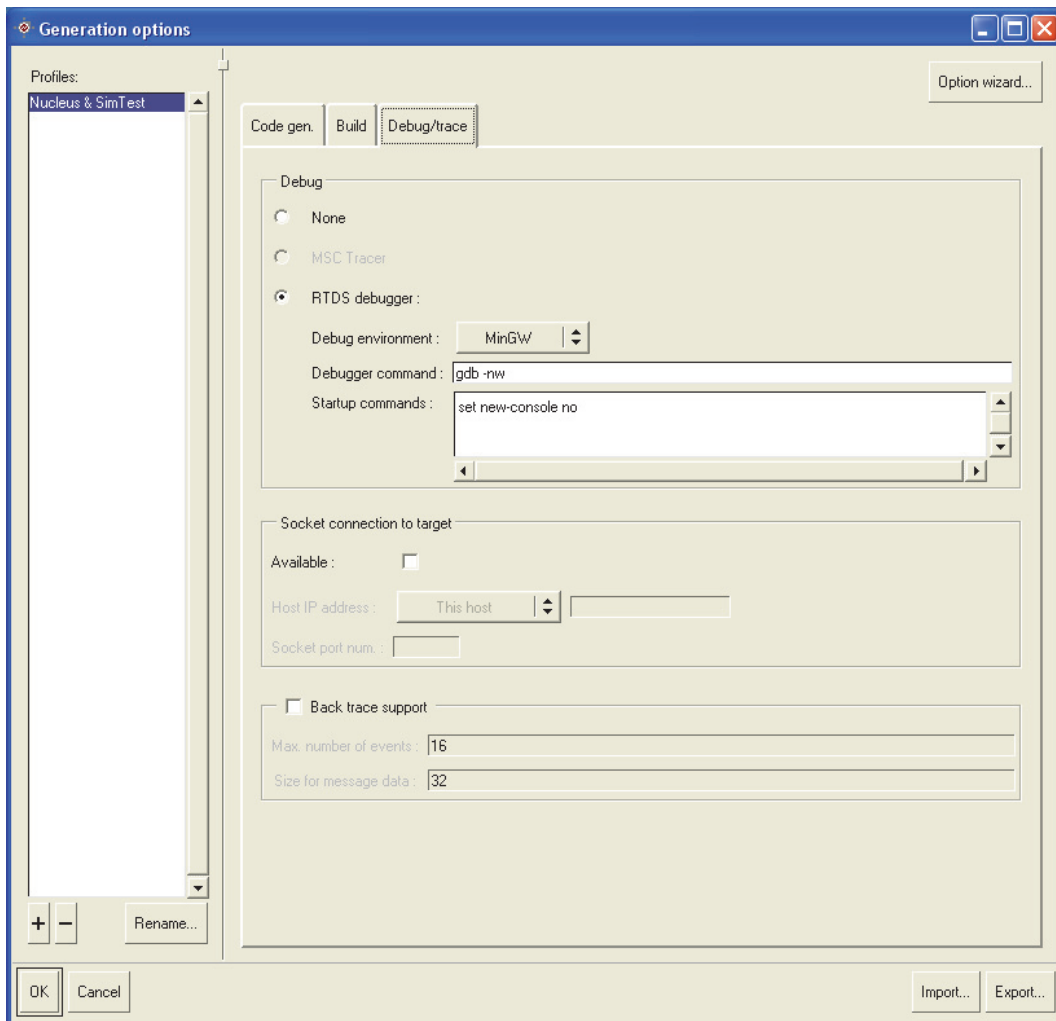 Generation options
Profiles:
Nucleus & SimTest
Option wizard...
Code gen.
Build
Debug/trace
Debug
None
MSC Tracer
RTDS debugger :
Debug environment :
MinGW
Debugger command :
gdb -nw
Startup commands :
set new-console no
Socket connection to target
Available :
Host IP address :
This host
Socket port num. :
Back trace support
Max. number of events :
16
Size for message data :
32
+
−
Rename...
OK
Cancel
Import...
Export...